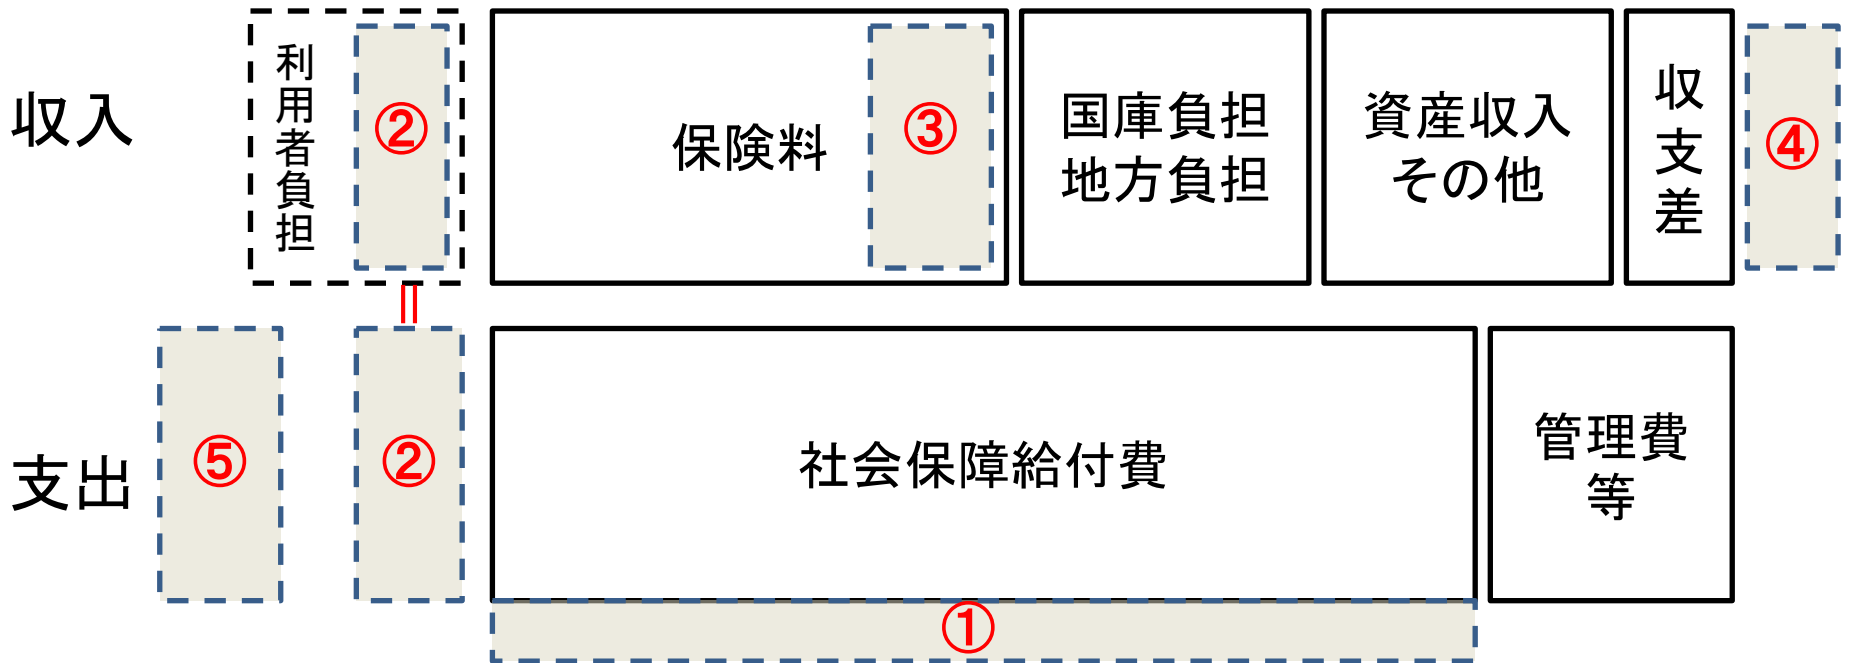 収入
利用者負担
②
保険料
③
国庫負担
地方負担
資産収入
その他
収支差
④
=
支出
⑤
②
社会保障給付費
管理費
等
①